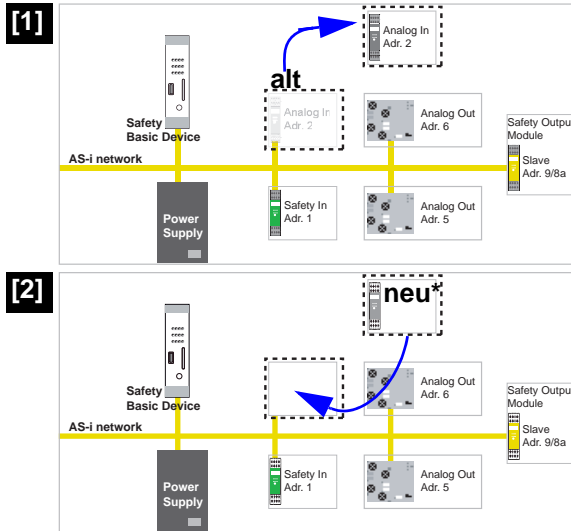 [1]
Analog In
Adr. 2
alt
Analog In
Adr. 2
Analog Out
Adr. 6
Safety Output
Module
Slave
Adr. 9/8a
Safety
Basic Device
AS-i network
Safety In
Adr. 1
Analog Out
Adr. 5
Power
Supply
[2]
neu*
Analog Out
Adr. 6
Safety Output
Module
Slave
Adr. 9/8a
Safety
Basic Device
AS-i network
Safety In
Adr. 1
Analog Out
Adr. 5
Power
Supply